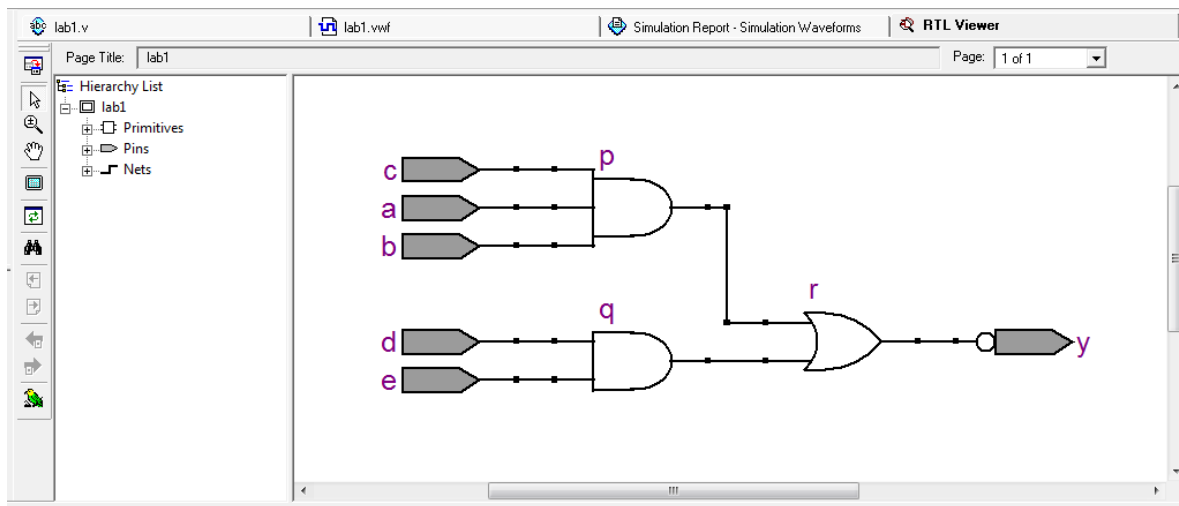 abc lab1.v lab1.vwf Simulation Report - Simulation Waveforms RTL Viewer
Page Title: lab1 Page: 1 of 1
Hierarchy List
lab1
Primitives
Pins
Nets
p
c
a
b
q
r
d
e
y